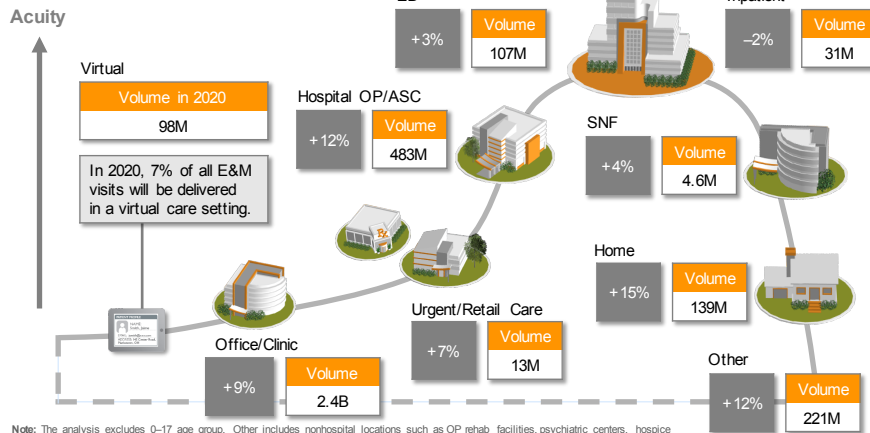 Acuity
+3%
Volume
107M
Inpatient
–2%
Volume
31M
Virtual
Volume in 2020
98M
In 2020, 7% of all E&M
visits will be delivered
in a virtual care setting.
Hospital OP/ASC
+12%
Volume
483M
SNF
+4%
Volume
4.6M
Home
+15%
Volume
139M
Urgent/Retail Care
+7%
Volume
13M
Office/Clinic
+9%
Volume
2.4B
Other
+12%
Volume
221M
Note: The analysis excludes 0–17 age group. Other includes nonhospital locations such as OP rehab facilities, psychiatric centers, hospice